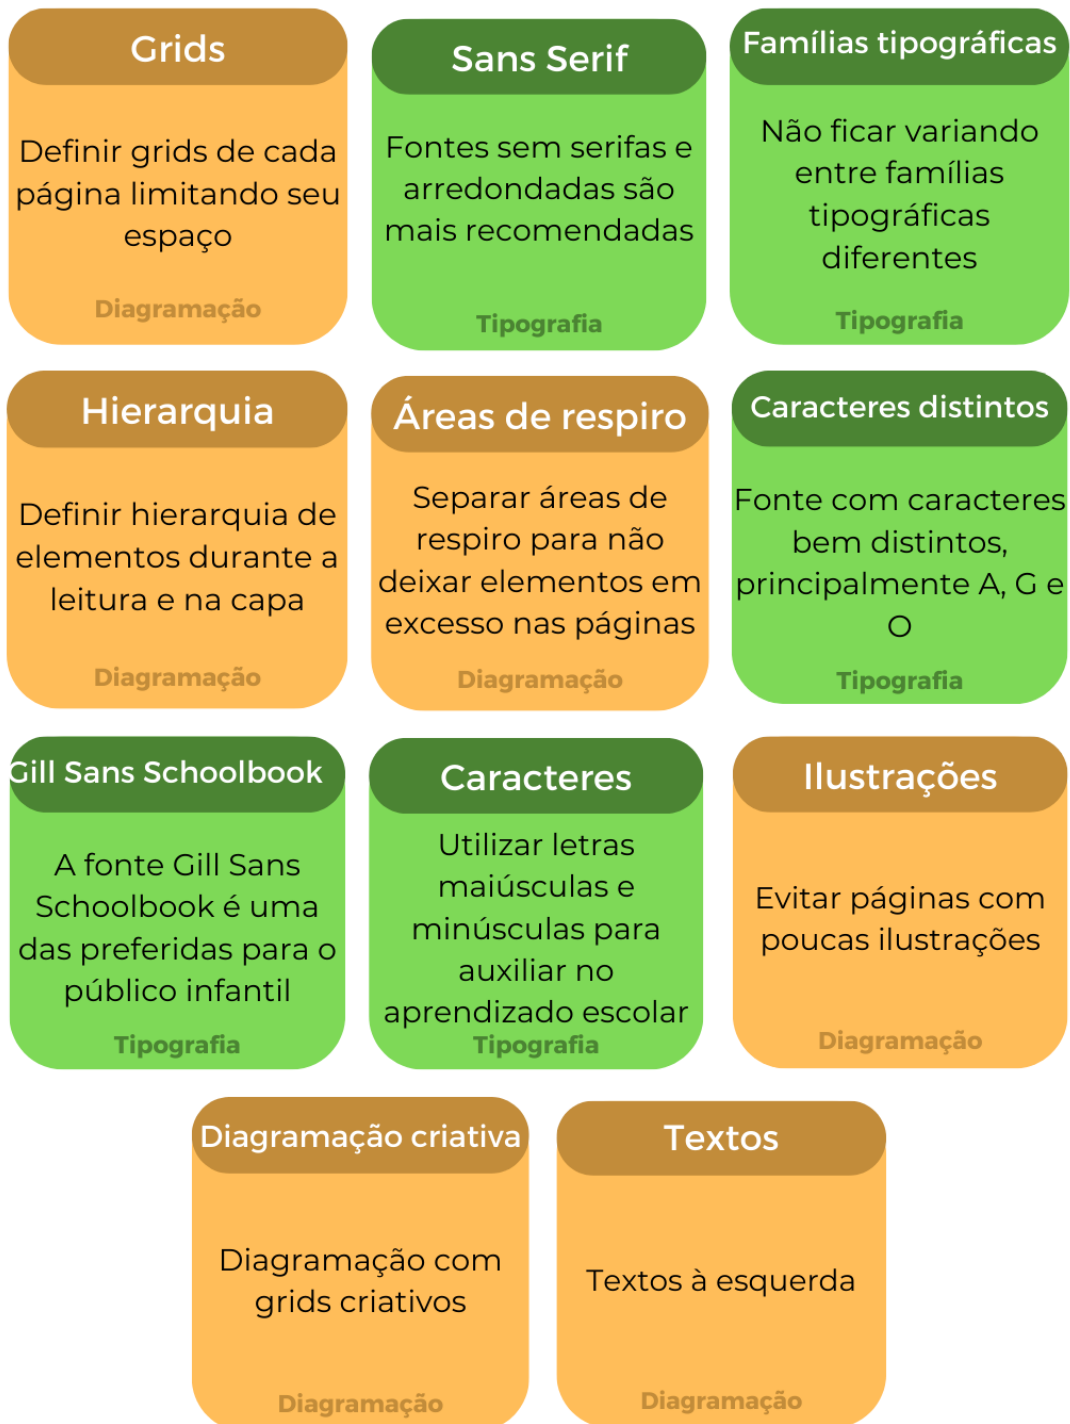 Grids
Definir grids de cada
página limitando seu
espaço
Diagramação
Sans Serif
Fontes sem serifas e
arredondadas são
mais recomendadas
Tipografia
Famílias tipográficas
Não ficar variando
entre famílias
tipográficas
diferentes
Tipografia
Hierarquia
Definir hierarquia de
elementos durante a
leitura e na capa
Diagramação
Áreas de respiro
Separar áreas de
respiro para não
deixar elementos em
excesso nas páginas
Diagramação
Caracteres distintos
Fonte com caracteres
bem distintos,
principalmente A, G e
O
Tipografia
Gill Sans Schoolbook
A fonte Gill Sans
Schoolbook é uma
das preferidas para o
público infantil
Tipografia
Caracteres
Utilizar letras
maiúsculas e
minúsculas para
auxiliar no
aprendizado escolar
Tipografia
Ilustrações
Evitar páginas com
poucas ilustrações
Diagramação
Diagramação criativa
Diagramação com
grids criativos
Diagramação
Textos
Textos à esquerda
Diagramação